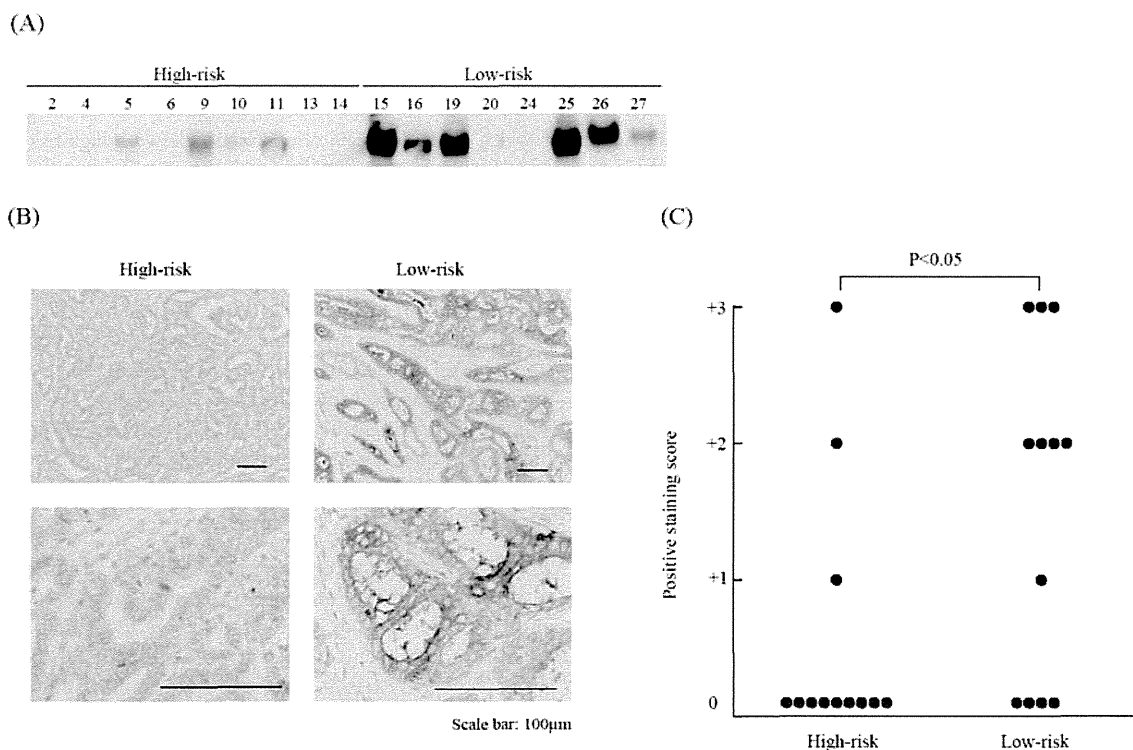 (A)
High-risk Low-risk
2 4 5 6 9 10 11 13 14 15 16 19 20 24 25 26 27
(B)
High-risk Low-risk
Scale bar: 100μm
(C)
P<0.05
+3
+2
+1
0
Positive staining score
High-risk Low-risk